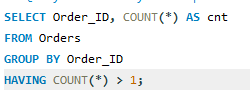 SELECT Order_ID, COUNT(*) AS cnt
FROM Orders
GROUP BY Order_ID
HAVING COUNT(*) > 1;